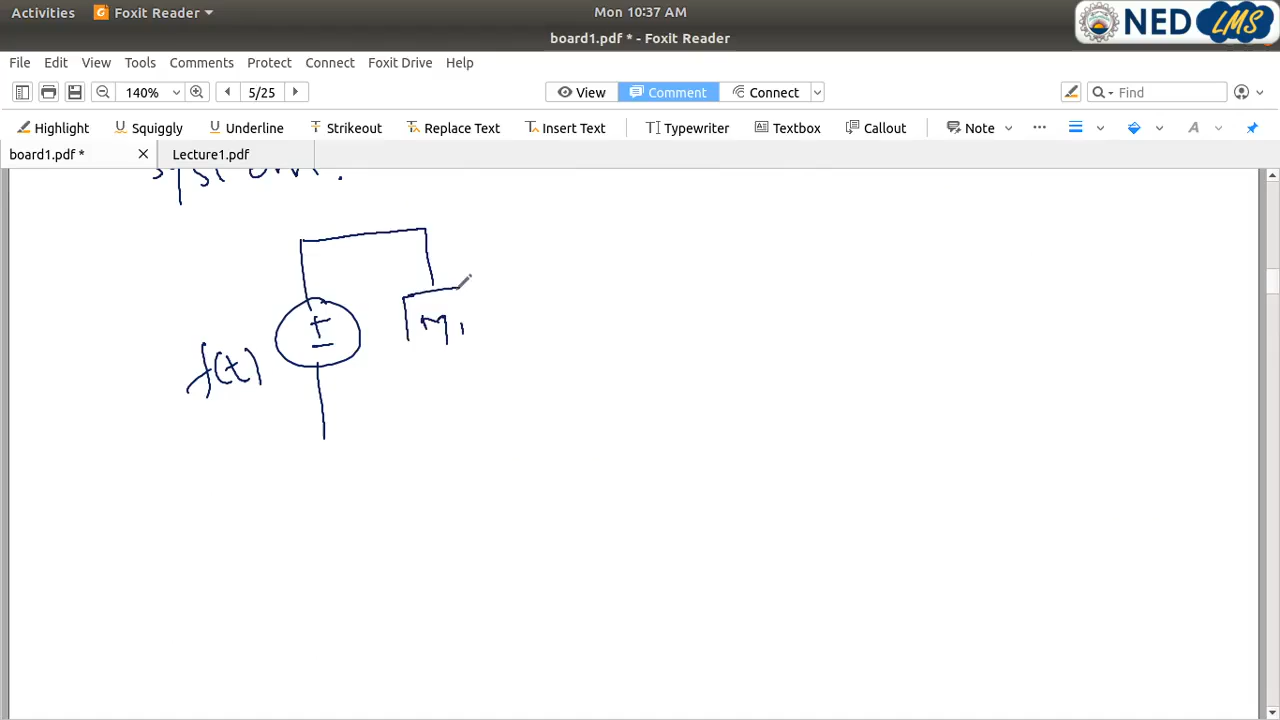 Activities Foxit Reader Mon 10:37 AM
board1.pdf * - Foxit Reader
NED LMS
File Edit View Tools Comments Protect Connect Foxit Drive Help
140% 5/25 View Comment Connect Find
Highlight Squiggly Underline Strikeout Replace Text Insert Text Typewriter Textbox Callout Note
board1.pdf * Lecture1.pdf
+
M1
-
f(t)